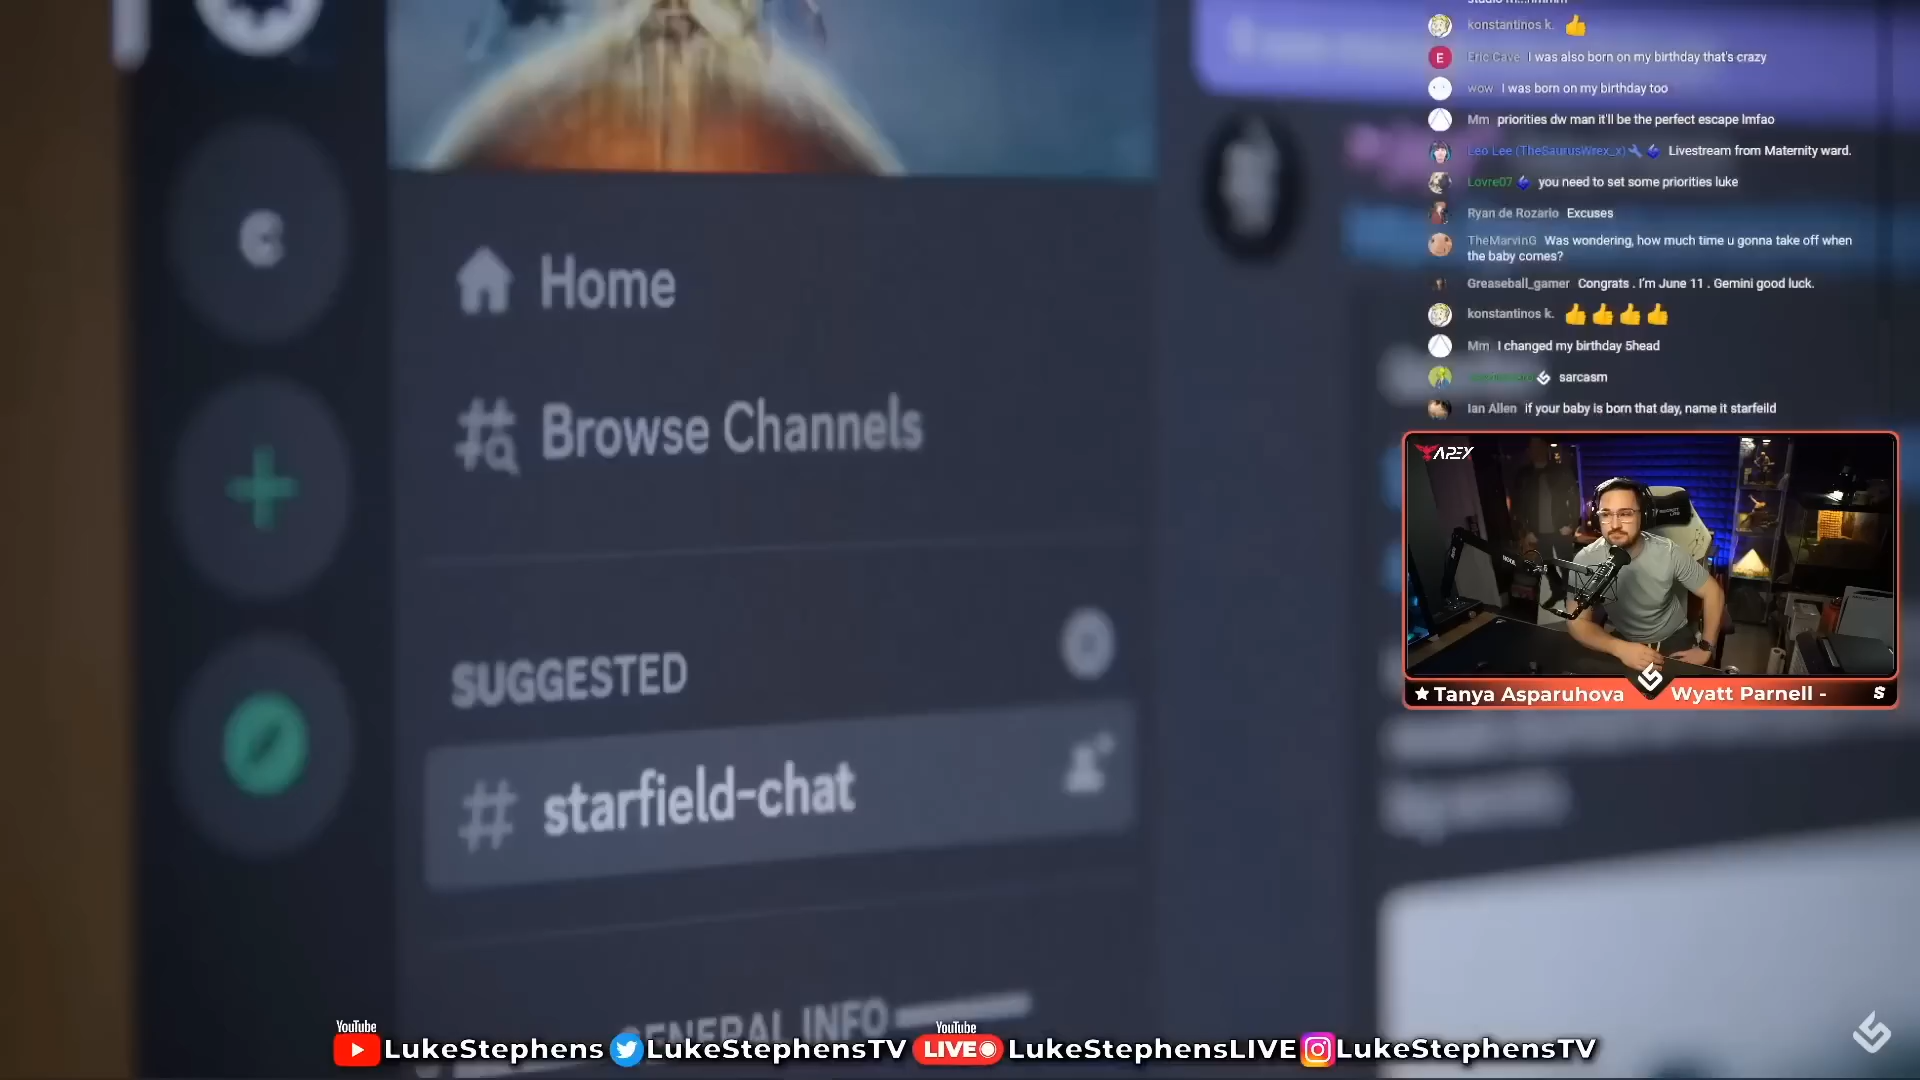 konstantinos k. 👍
Eric Cave I was also born on my birthday that's crazy
wow I was born on my birthday too
Mm priorities dw man it'll be the perfect escape lmfao
Leo Lee (TheSaurusWrex_x) Livestream from Maternity ward.
Lovre07 you need to set some priorities luke
Ryan de Rozario Excuses
TheMarvinG Was wondering, how much time u gonna take off when
the baby comes?
Greaseball_gamer Congrats . I'm June 11 . Gemini good luck.
konstantinos k. 👍👍👍👍
Mm I changed my birthday 5head
sarcasm
Ian Allen if your baby is born that day, name it starfeild
E
Home
Browse Channels
SUGGESTED
# starfield-chat
GENERAL INFO
APEX
Tanya Asparuhova
Wyatt Parnell -
YouTube
LukeStephens
LukeStephensTV
YouTube
LIVE
LukeStephensLIVE
LukeStephensTV